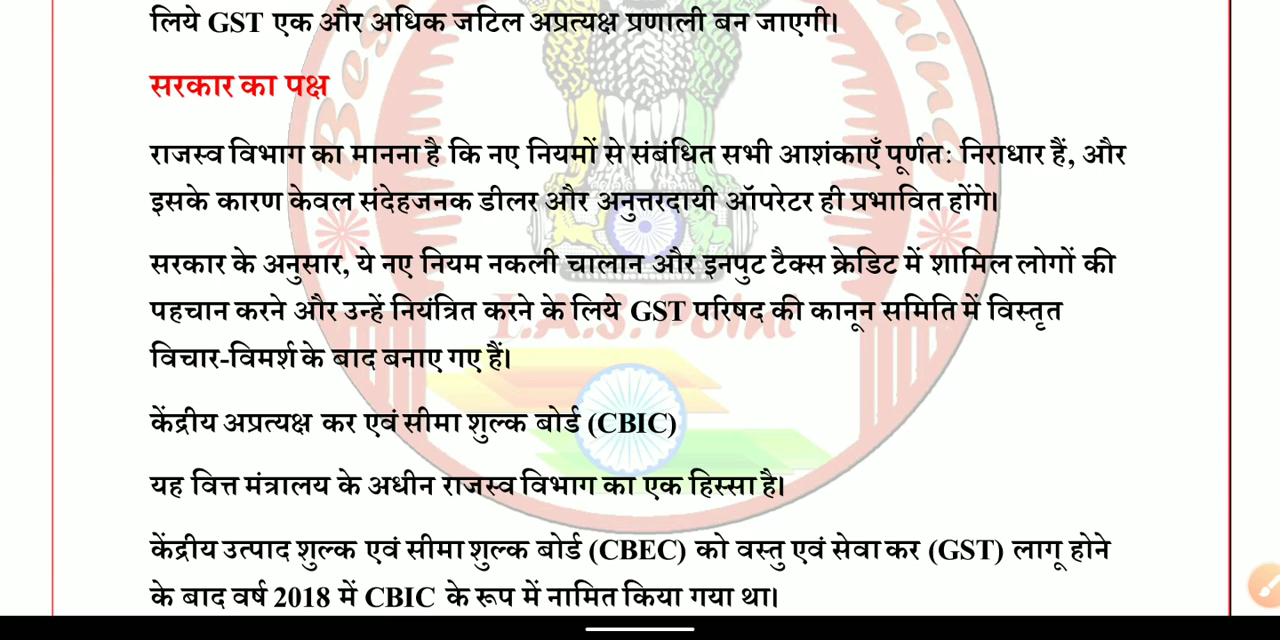 लिये GST एक और अधिक जटिल अप्रत्यक्ष प्रणाली बन जाएगी।
सरकार का पक्ष
राजस्व विभाग का मानना है कि नए नियमों से संबंधित सभी आशंकाएँ पूर्णतः निराधार हैं, और
इसके कारण केवल संदेहजनक डीलर और अनुत्तरदायी ऑपरेटर ही प्रभावित होंगे।
सरकार के अनुसार, ये नए नियम नकली चालान और इनपुट टैक्स क्रेडिट में शामिल लोगों की
पहचान करने और उन्हें नियंत्रित करने के लिये GST परिषद की कानून समिति में विस्तृत
विचार-विमर्श के बाद बनाए गए हैं।
केंद्रीय अप्रत्यक्ष कर एवं सीमा शुल्क बोर्ड (CBIC)
यह वित्त मंत्रालय के अधीन राजस्व विभाग का एक हिस्सा है।
केंद्रीय उत्पाद शुल्क एवं सीमा शुल्क बोर्ड (CBEC) को वस्तु एवं सेवा कर (GST) लागू होने
के बाद वर्ष 2018 में CBIC के रूप में नामित किया गया था।
Bes
ning
I.A.S. Point